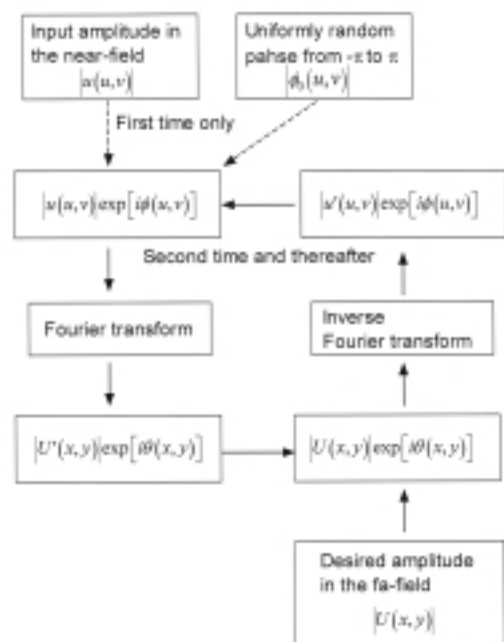 Input amplitude in
the near-field
|u(u,v)|
Uniformly random
pahse from -π to π
|ϕ₀(u,v)|
First time only
|u(u,v)|exp[iϕ(u,v)]
|u'(u,v)|exp[iϕ(u,v)]
Second time and thereafter
Fourier transform
Inverse
Fourier transform
|U'(x,y)|exp[iθ(x,y)]
|U(x,y)|exp[iθ(x,y)]
Desired amplitude
in the fa-field
|U(x,y)|